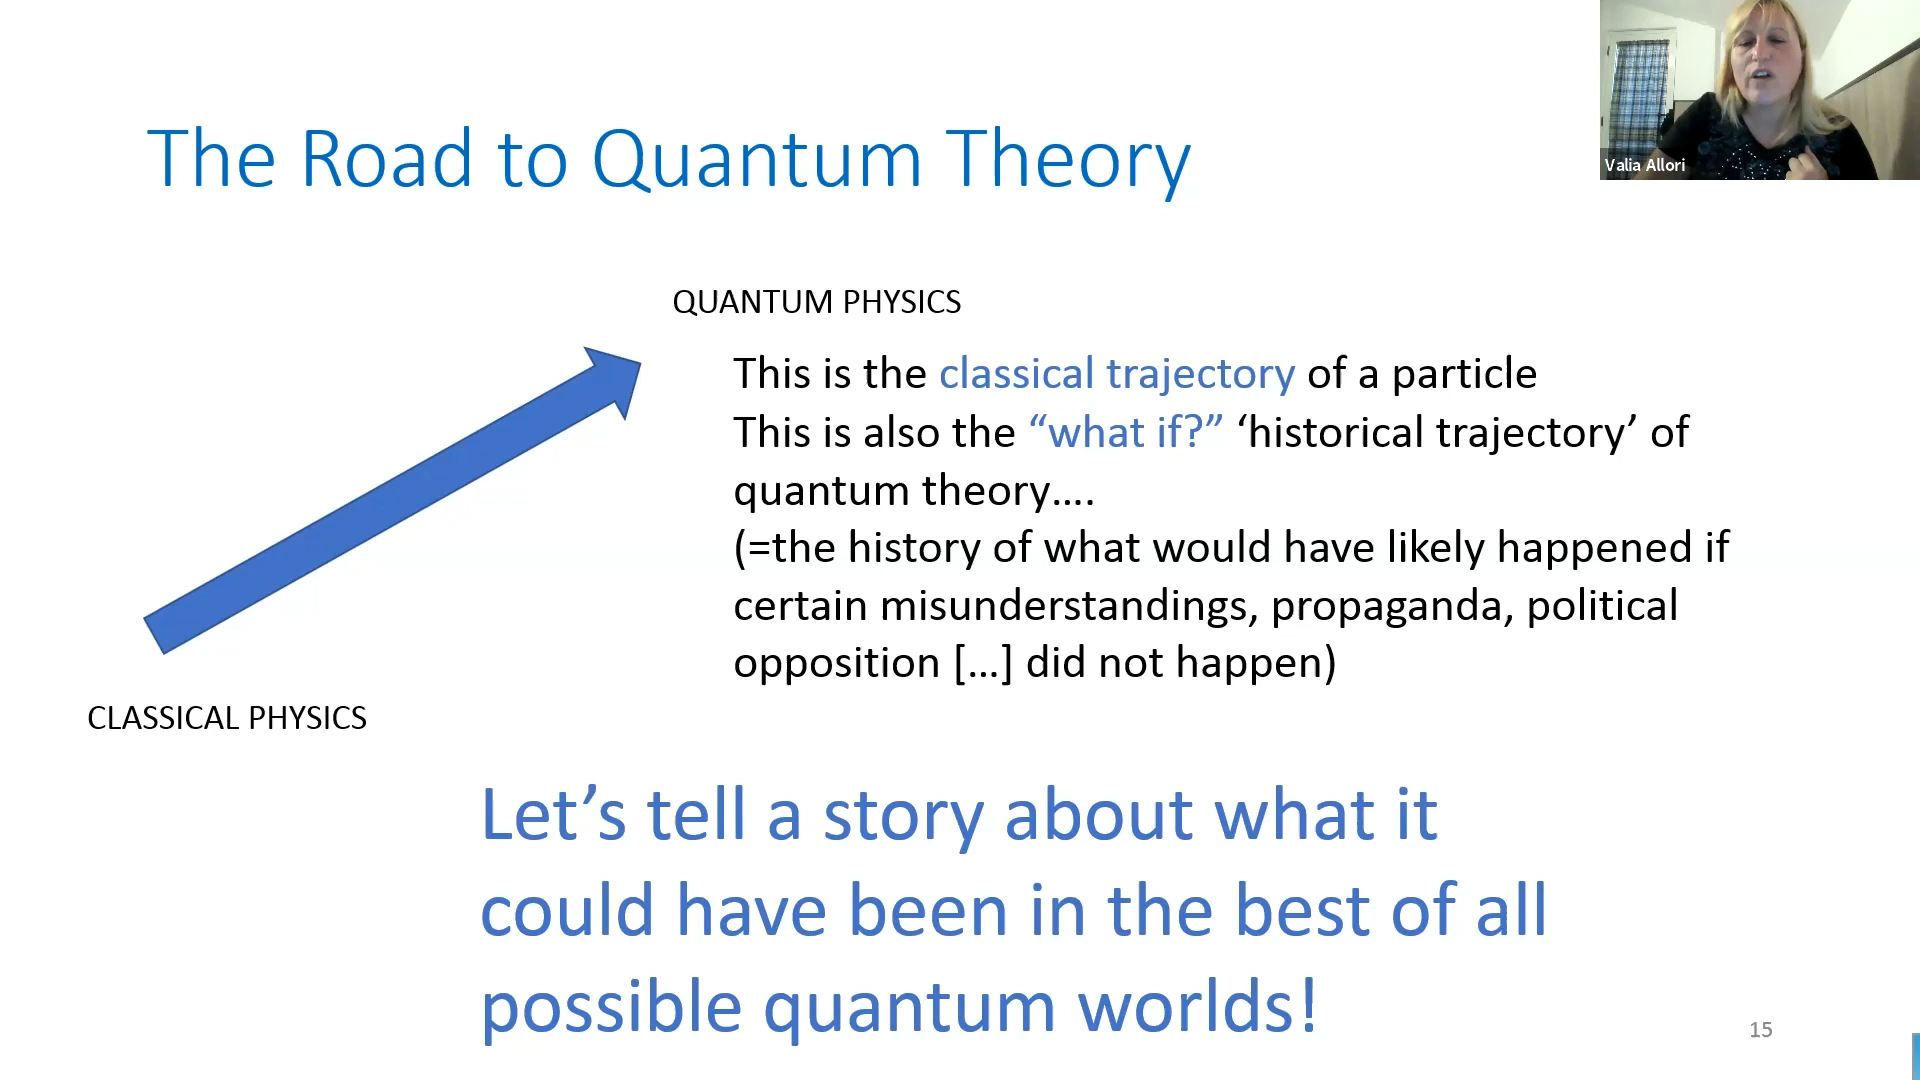 The Road to Quantum Theory
Valia Allori
QUANTUM PHYSICS
This is the classical trajectory of a particle
This is also the “what if?” ‘historical trajectory’ of
quantum theory….
(=the history of what would have likely happened if
certain misunderstandings, propaganda, political
opposition […] did not happen)
CLASSICAL PHYSICS
Let’s tell a story about what it
could have been in the best of all
possible quantum worlds!
15